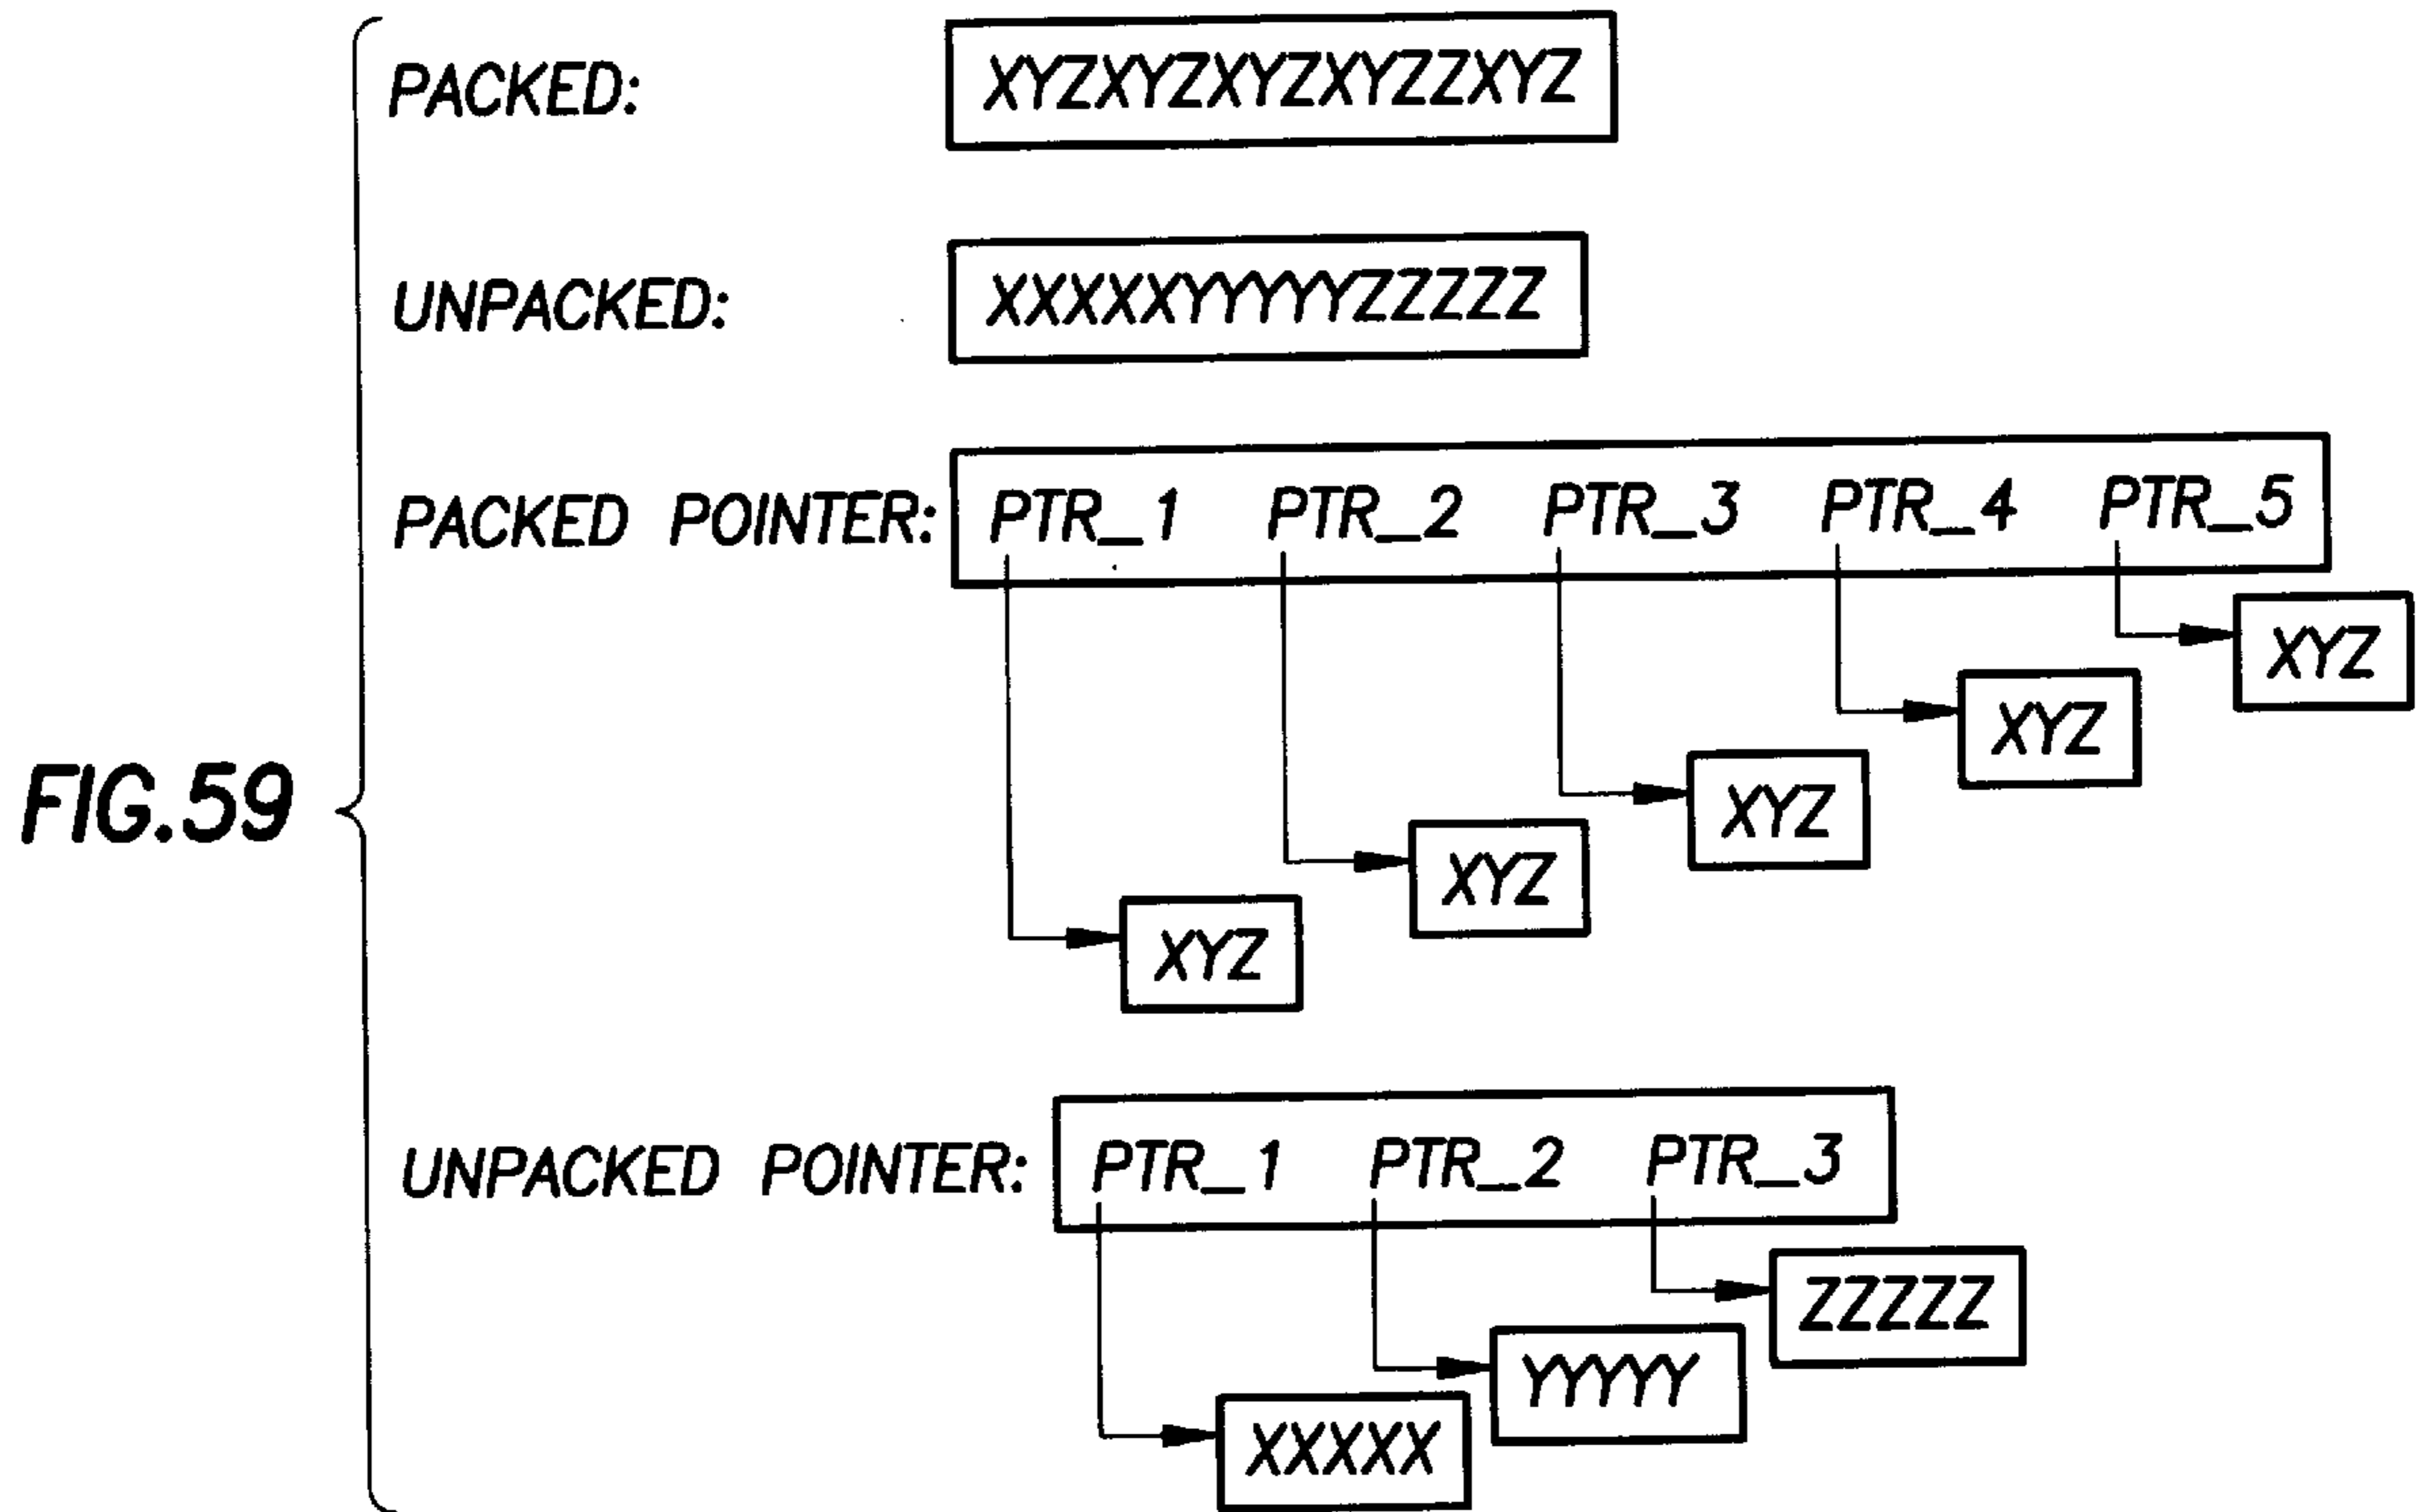 PACKED: XYZXYZXYZXYZZXYZ
UNPACKED: XXXXXYYYYYZZZZZ
PACKED POINTER: PTR_1 PTR_2 PTR_3 PTR_4 PTR_5
XYZ
XYZ
XYZ
XYZ
XYZ
FIG.59
UNPACKED POINTER: PTR_1 PTR_2 PTR_3
ZZZZZ
YYYYY
XXXXX